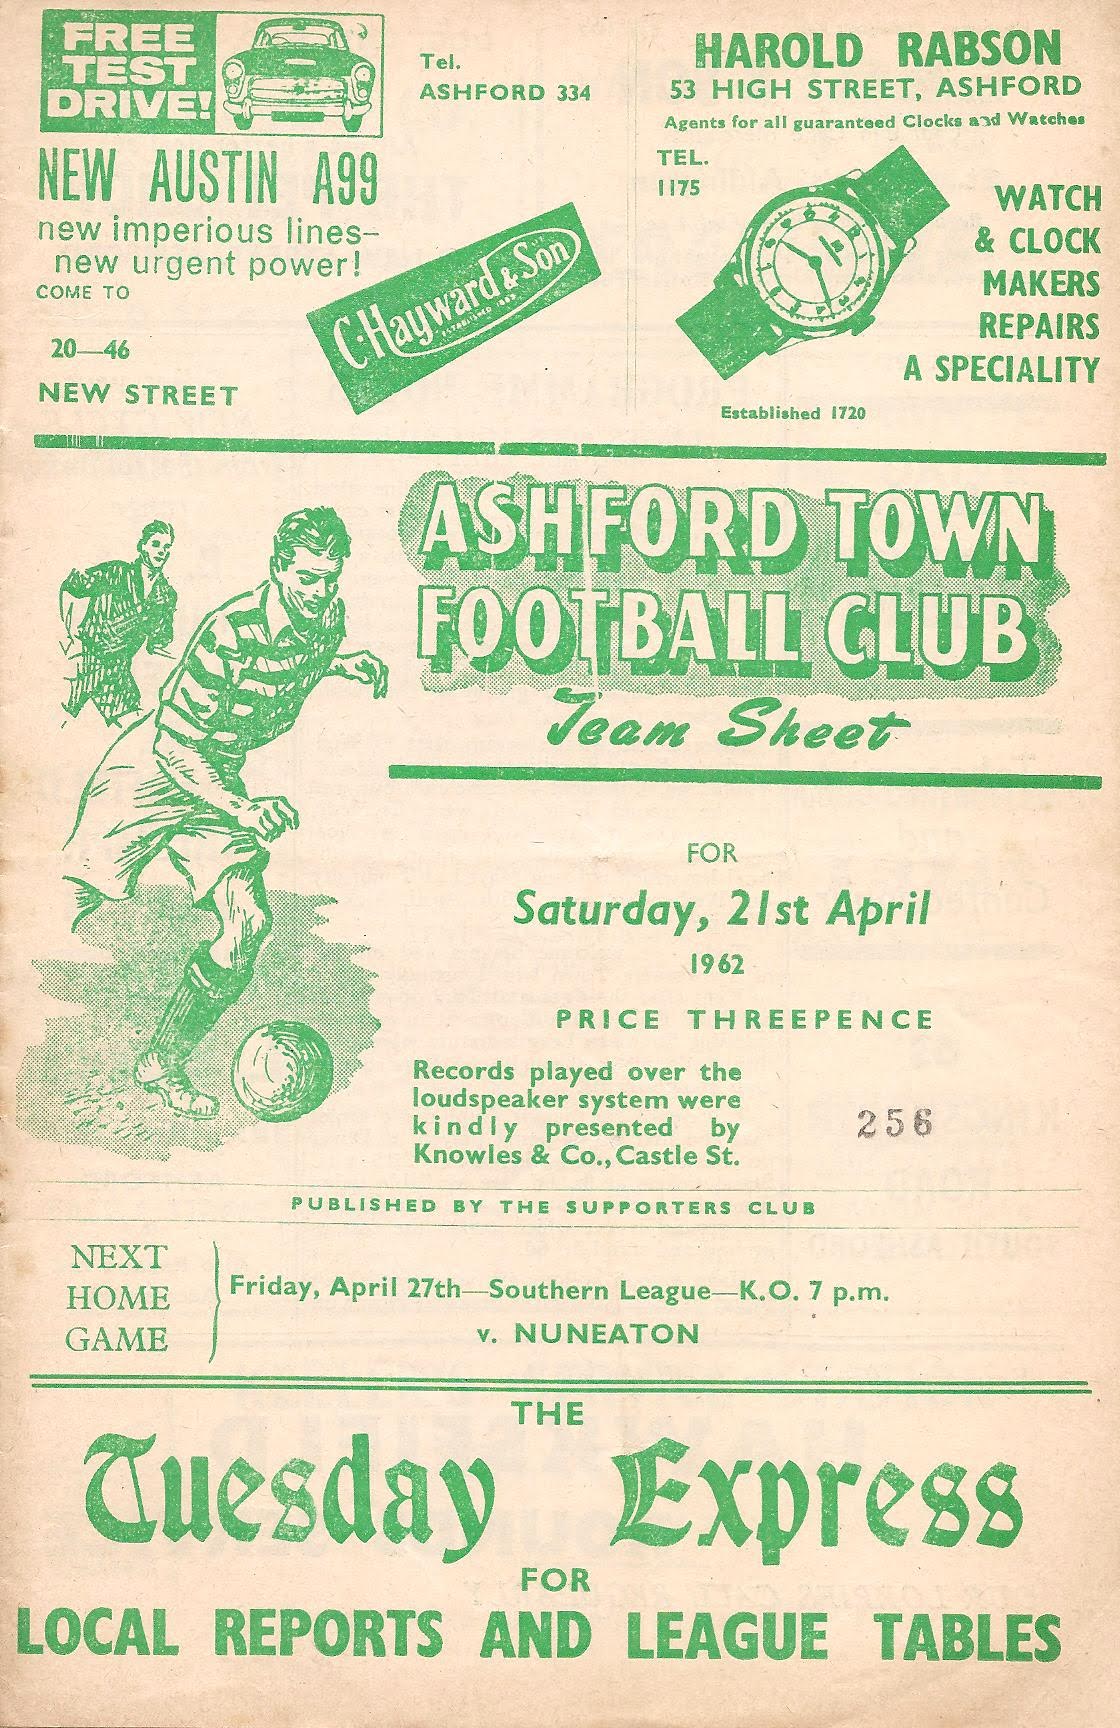 FREE
TEST
DRIVE!
NEW AUSTIN A99
new imperious lines—
new urgent power!
COME TO
20—46
NEW STREET
Tel.
ASHFORD 334
C. Hayward & Son
ESTABLISHED
HAROLD RABSON
53 HIGH STREET, ASHFORD
Agents for all guaranteed Clocks and Watches
TEL.
1175
WATCH
& CLOCK
MAKERS
REPAIRS
A SPECIALITY
Established 1720
ASHFORD TOWN
FOOTBALL CLUB
Team Sheet
FOR
Saturday, 21st April
1962
PRICE THREEPENCE
Records played over the
loudspeaker system were
kindly presented by
Knowles & Co., Castle St.
256
PUBLISHED BY THE SUPPORTERS CLUB
NEXT
HOME
GAME
Friday, April 27th—Southern League—K.O. 7 p.m.
v. NUNEATON
THE
Tuesday Express
FOR
LOCAL REPORTS AND LEAGUE TABLES